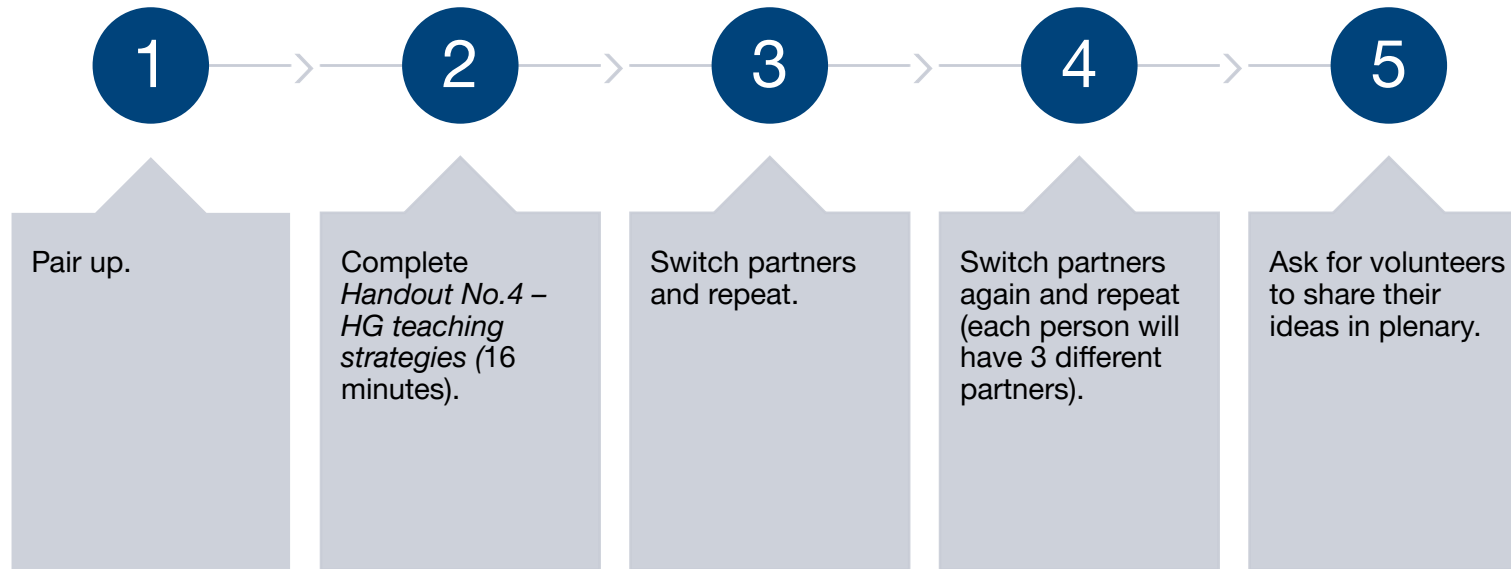 1
2
3
4
5
Pair up.
Complete
Handout No.4 –
HG teaching
strategies (16
minutes).
Switch partners
and repeat.
Switch partners
again and repeat
(each person will
have 3 different
partners).
Ask for volunteers
to share their
ideas in plenary.